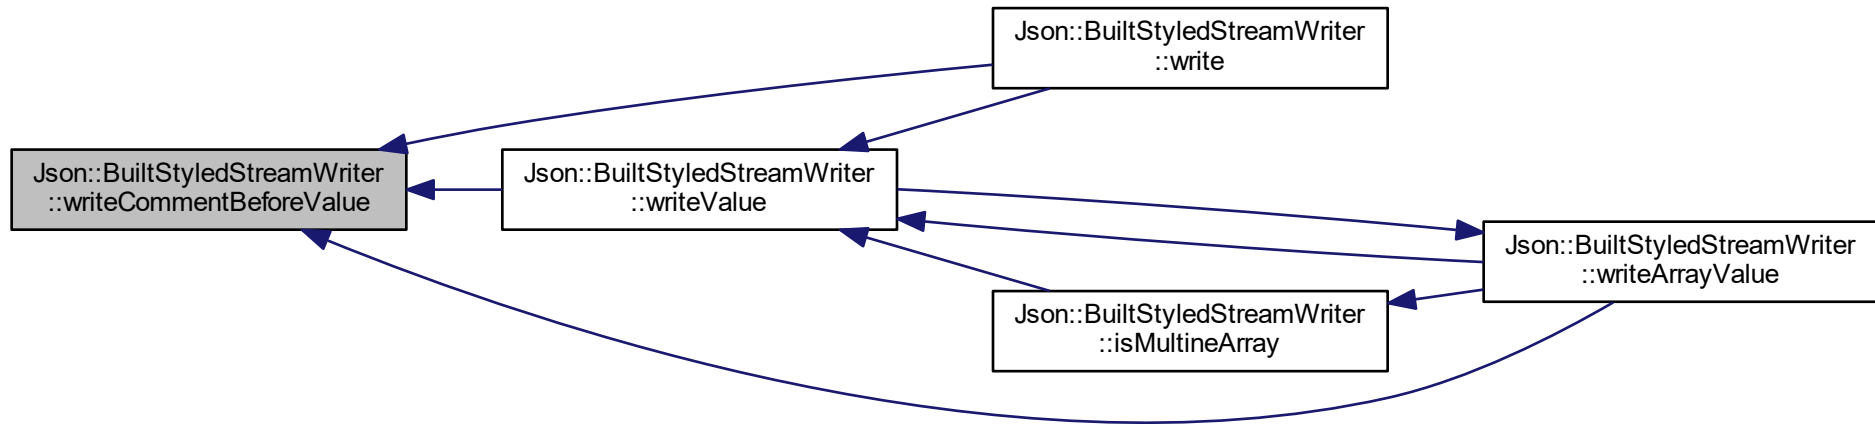 Json::BuiltStyledStreamWriter
::write
Json::BuiltStyledStreamWriter
::writeCommentBeforeValue
Json::BuiltStyledStreamWriter
::writeValue
Json::BuiltStyledStreamWriter
::writeArrayValue
Json::BuiltStyledStreamWriter
::isMultineArray